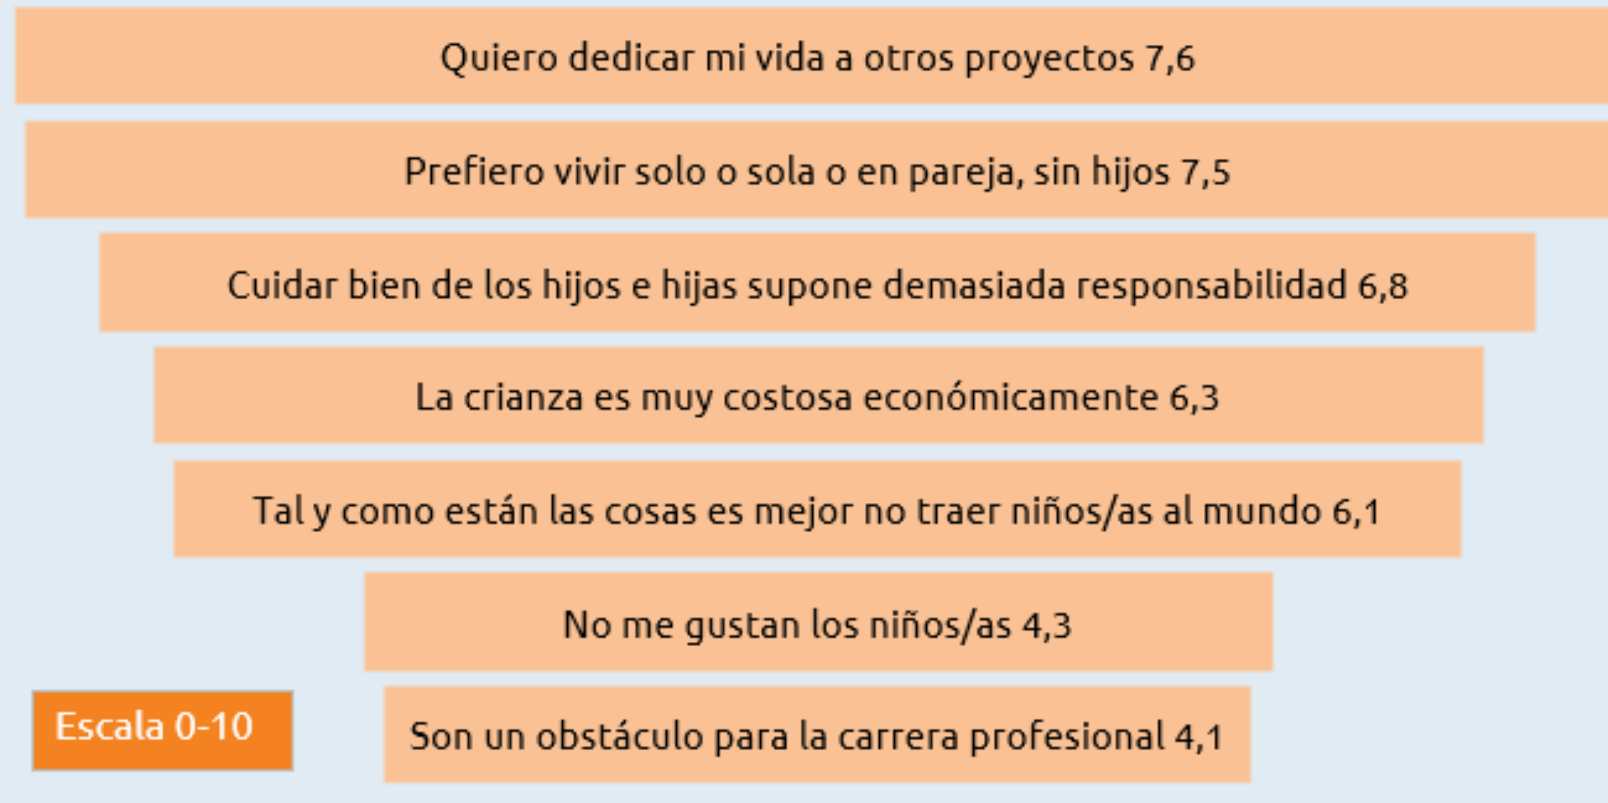 Quiero dedicar mi vida a otros proyectos 7,6
Prefiero vivir solo o sola o en pareja, sin hijos 7,5
Cuidar bien de los hijos e hijas supone demasiada responsabilidad 6,8
La crianza es muy costosa económicamente 6,3
Tal y como están las cosas es mejor no traer niños/as al mundo 6,1
No me gustan los niños/as 4,3
Son un obstáculo para la carrera profesional 4,1
Escala 0-10